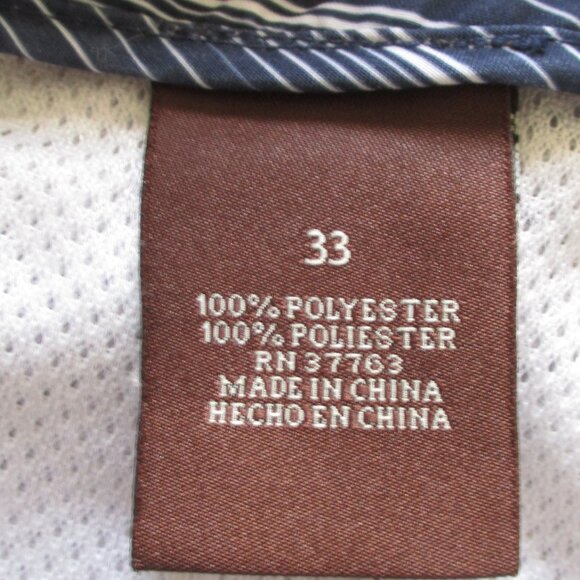 33
100% POLYESTER
100% POLIESTER
RN 37763
MADE IN CHINA
HECHO EN CHINA